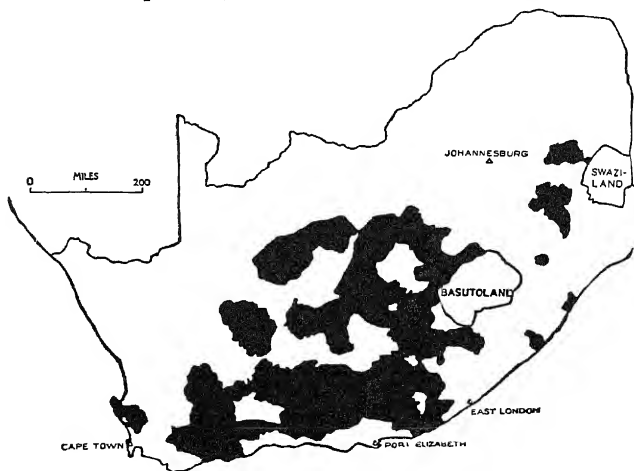 MILES
0 200
JOHANNESBURG
SWAZI-
LAND
BASUTOLAND
EAST LONDON
CAPE TOWN
PORT ELIZABETH